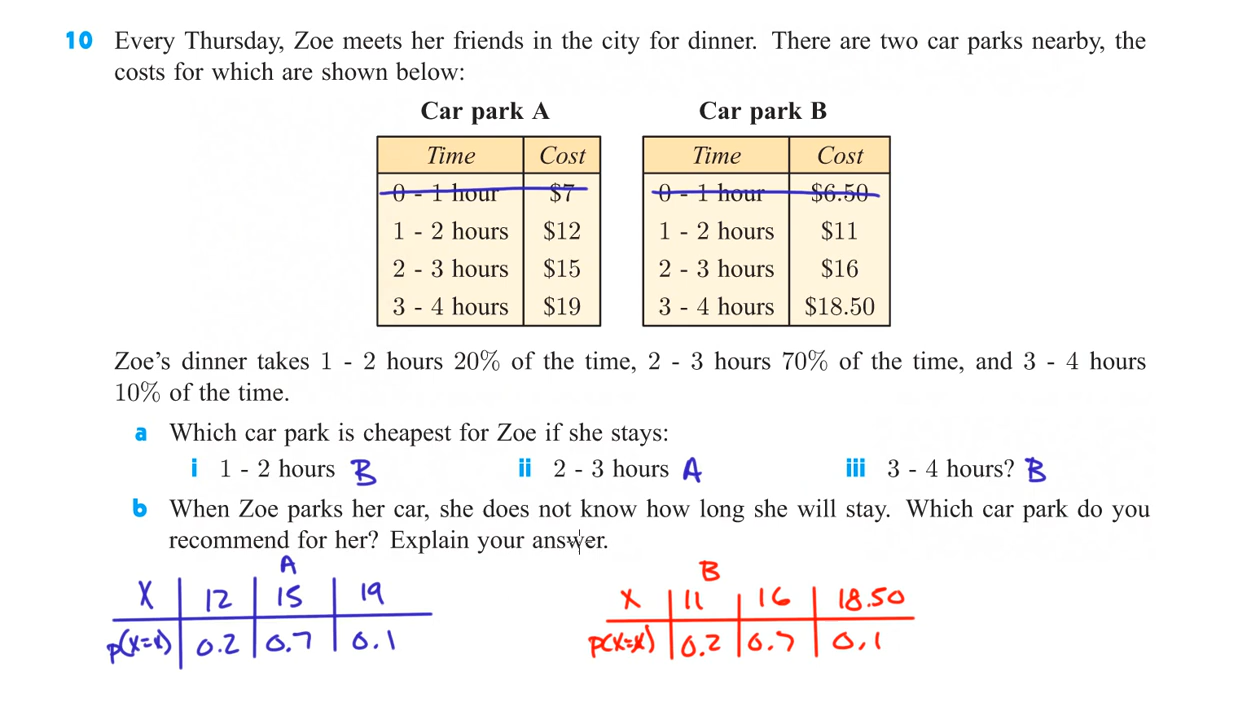 10 Every Thursday, Zoe meets her friends in the city for dinner. There are two car parks nearby, the
costs for which are shown below:
Car park A
Time Cost
0 - 1 hour $7
1 - 2 hours $12
2 - 3 hours $15
3 - 4 hours $19
Car park B
Time Cost
0 - 1 hour $6.50
1 - 2 hours $11
2 - 3 hours $16
3 - 4 hours $18.50
Zoe's dinner takes 1 - 2 hours 20% of the time, 2 - 3 hours 70% of the time, and 3 - 4 hours
10% of the time.
a Which car park is cheapest for Zoe if she stays:
i 1 - 2 hours B ii 2 - 3 hours A iii 3 - 4 hours? B
b When Zoe parks her car, she does not know how long she will stay. Which car park do you
recommend for her? Explain your answer.
A
X 12 15 19
P(X=x) 0.2 0.7 0.1
B
X 11 16 18.50
P(X=x) 0.2 0.7 0.1